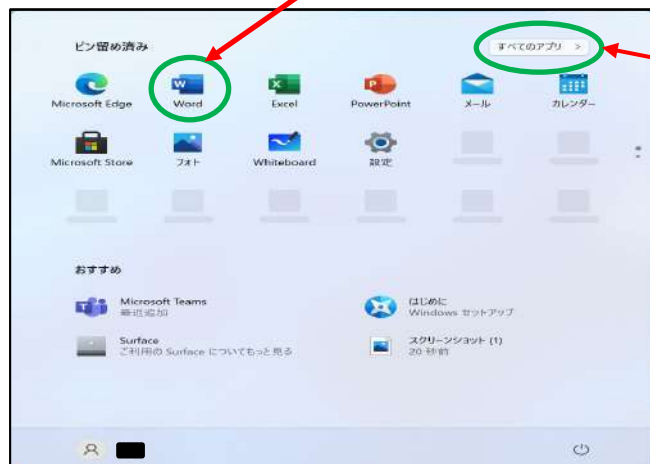 ピン留め済み
すべてのアプリ >
Microsoft Edge
Word
Excel
PowerPoint
メール
カレンダー
Microsoft Store
フォト
Whiteboard
設定
おすすめ
Microsoft Teams
最近追加
はじめに
Windows セットアップ
Surface
ご利用の Surface についてもっと見る
スクリーンショット (1)
20 秒前